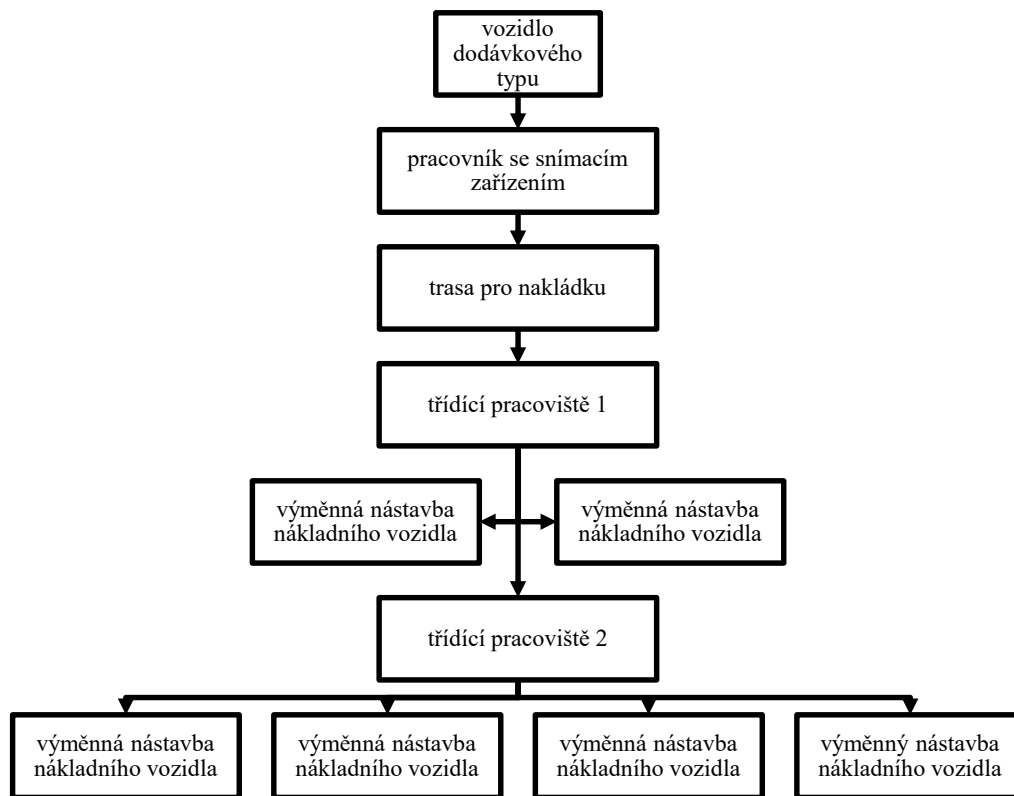 vozidlo
dodávkového
typu
pracovník se snímacím
zařízením
trasa pro nakládku
třídící pracoviště 1
výměnná nástavba
nákladního vozidla
výměnná nástavba
nákladního vozidla
třídící pracoviště 2
výměnná nástavba
nákladního vozidla
výměnná nástavba
nákladního vozidla
výměnná nástavba
nákladního vozidla
výměnný nástavba
nákladního vozidla